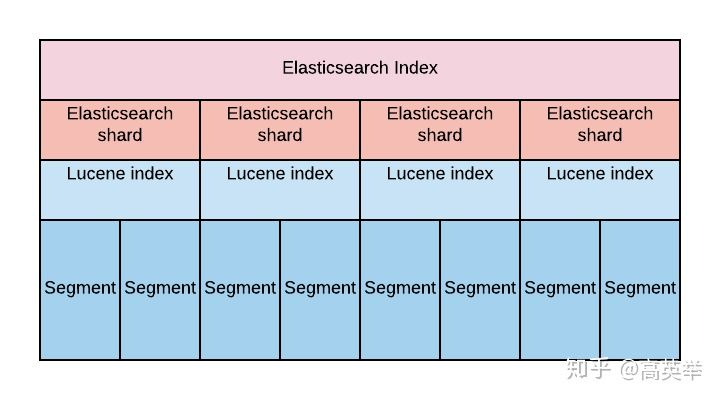 Elasticsearch Index
Elasticsearch
shard
Elasticsearch
shard
Elasticsearch
shard
Elasticsearch
shard
Lucene index
Lucene index
Lucene index
Lucene index
Segment
Segment
Segment
Segment
Segment
Segment
Segment
Segment
知乎 @高英举